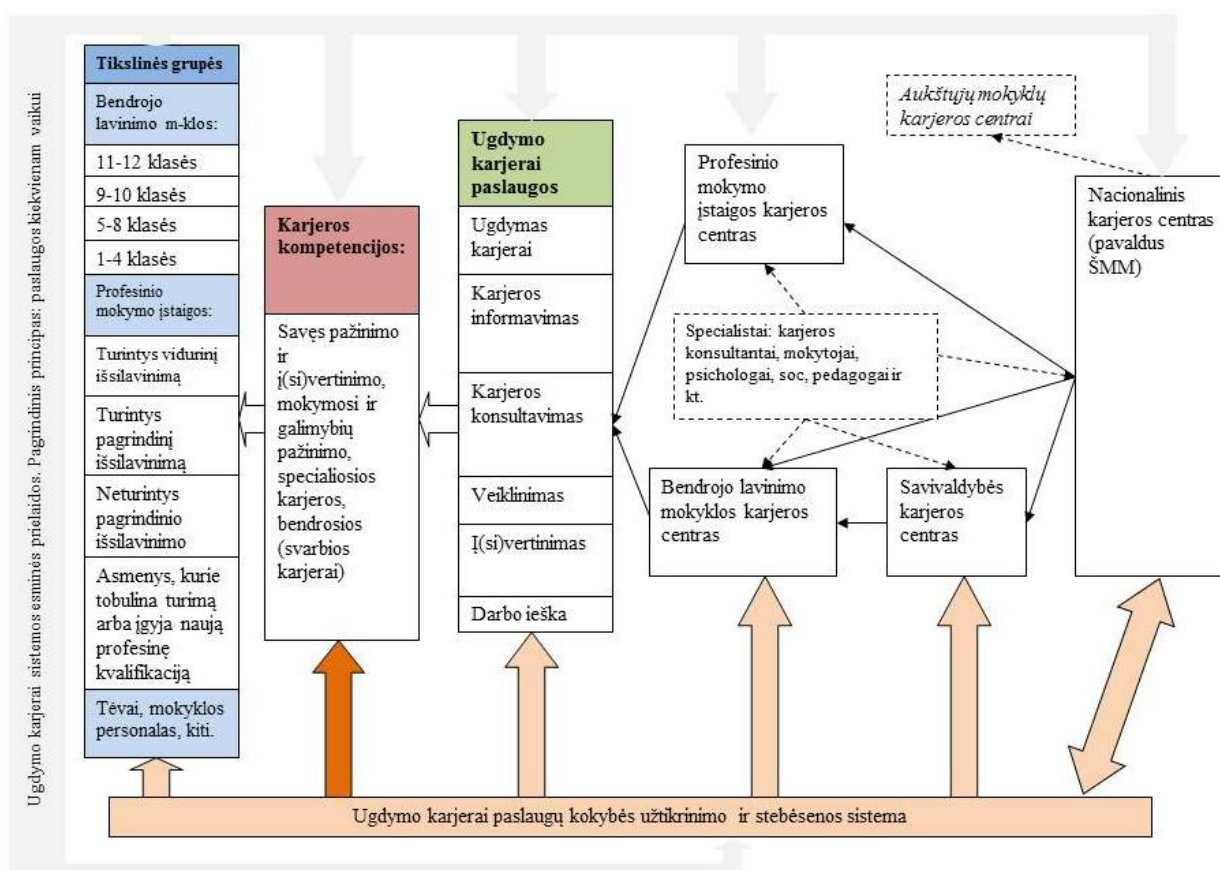 Ugdymo karjerai sistemos esminės prielaidos. Pagrindinis principas: paslaugos kiekvienam vaikui
Tikslinės grupės
Bendrojo
lavinimo m-klos:
11-12 klasės
9-10 klasės
5-8 klasės
1-4 klasės
Profesinio
mokymo įstaigos:
Turintys vidurinį
išsilavinimą
Turintys
pagrindinį
išsilavinimą
Neturintys
pagrindinio
išsilavinimo
Asmenys, kurie
tobulina turimą
arba įgyja naują
profesinę
kvalifikaciją
Tėvai, mokyklos
personalas, kiti.
Karjeros
kompetencijos:
Savęs pažinimo
ir
į(si)vertinimo,
mokymosi ir
galimybių
pažinimo,
specialiosios
karjeros,
bendrosios
(svarbios
karjerai)
Ugdymo
karjerai
paslaugos
Ugdymas
karjerai
Karjeros
informavimas
Karjeros
konsultavimas
Veiklinimas
Į(si)vertinimas
Darbo ieška
Profesinio
mokymo
įstaigos karjeros
centras
Specialistai: karjeros
konsultantai, mokytojai,
psichologai, soc, pedagogai ir
kt.
Bendrojo lavinimo
mokyklos karjeros
centras
Savivaldybės
karjeros
centras
Aukštųjų mokyklų
karjeros centrai
Nacionalinis
karjeros centras
(pavaldus
ŠMM)
Ugdymo karjerai paslaugų kokybės užtikrinimo ir stebėsenos sistema